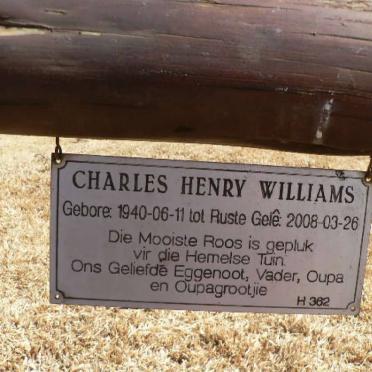 CHARLES HENRY WILLIAMS
Gebore: 1940-06-11 tot Ruste Gelê: 2008-03-26
Die Mooiste Roos is gepluk
vir die Hemelse Tuin.
Ons Geliefde Eggenoot, Vader, Oupa
en Oupagrootjie
H 362